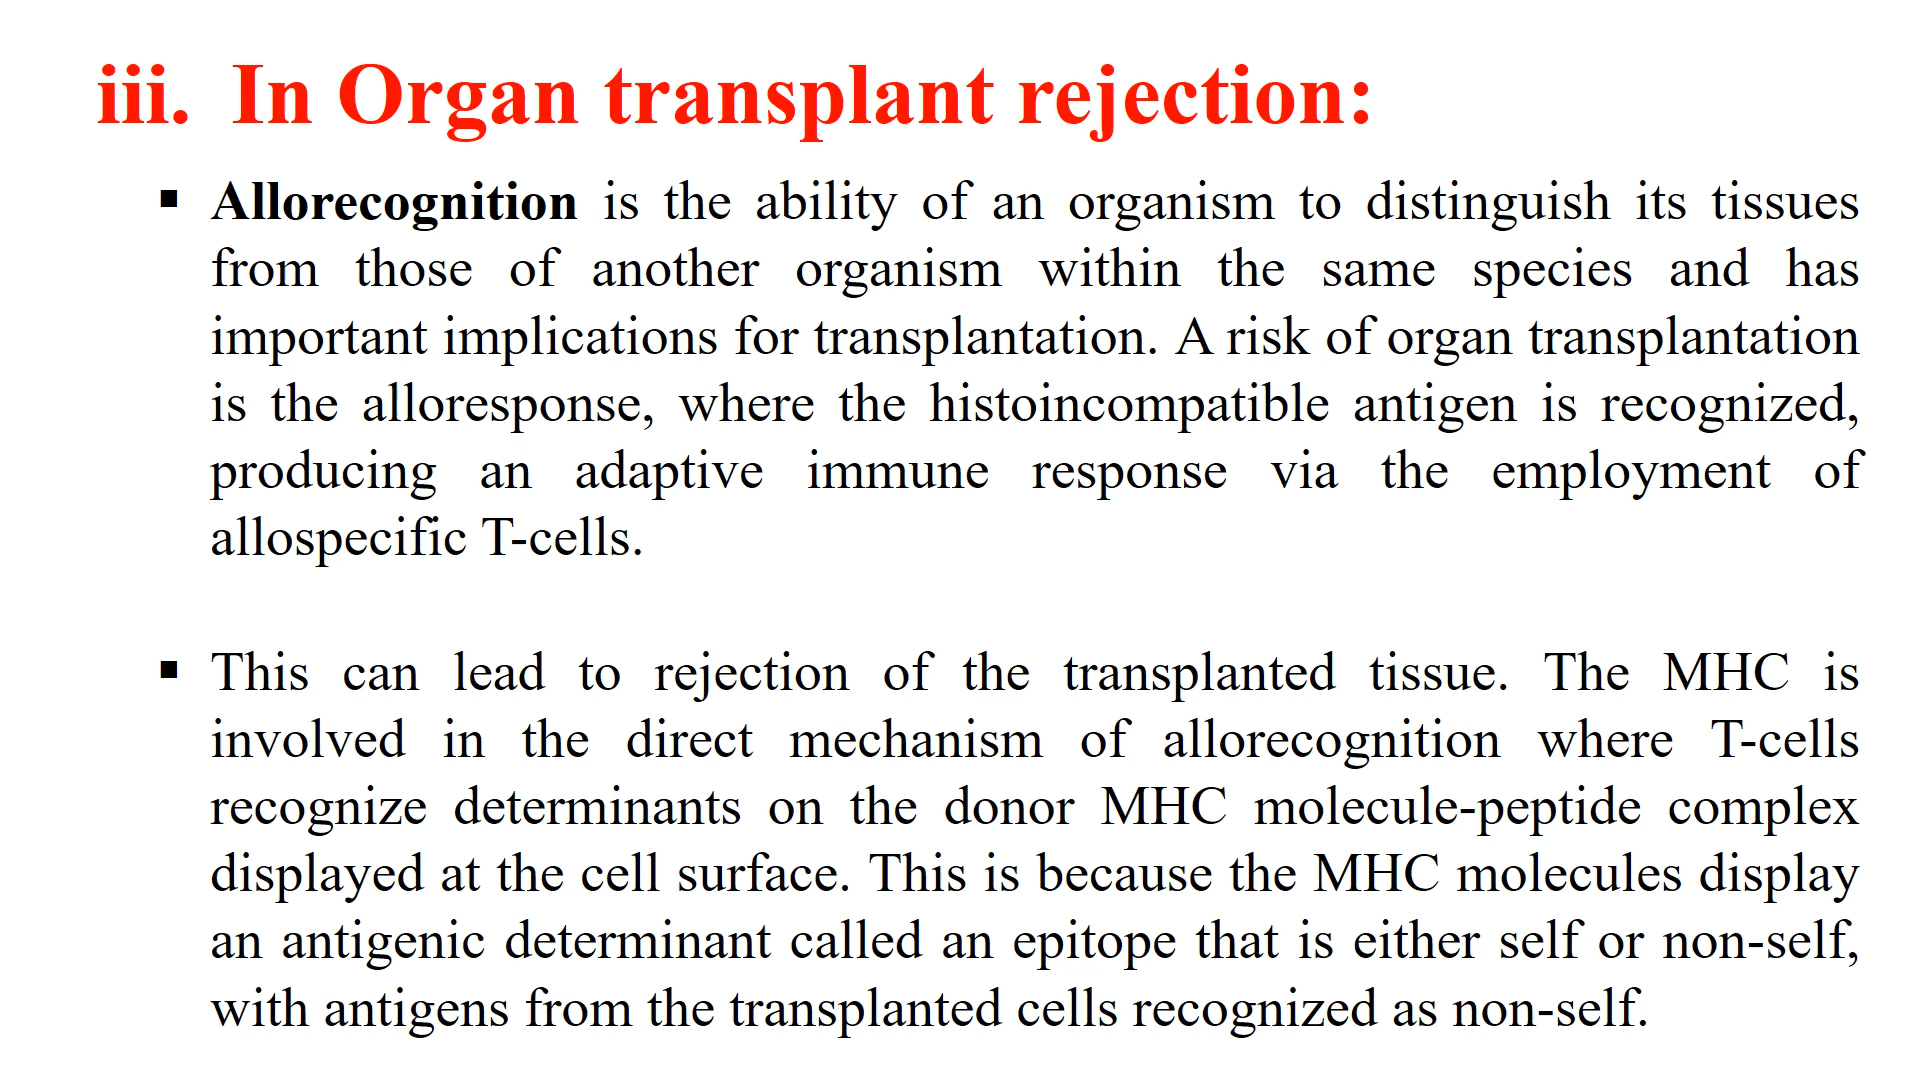 iii. In Organ transplant rejection:
▪ Allorecognition is the ability of an organism to distinguish its tissues
from those of another organism within the same species and has
important implications for transplantation. A risk of organ transplantation
is the alloresponse, where the histoincompatible antigen is recognized,
producing an adaptive immune response via the employment of
allospecific T-cells.
▪ This can lead to rejection of the transplanted tissue. The MHC is
involved in the direct mechanism of allorecognition where T-cells
recognize determinants on the donor MHC molecule-peptide complex
displayed at the cell surface. This is because the MHC molecules display
an antigenic determinant called an epitope that is either self or non-self,
with antigens from the transplanted cells recognized as non-self.